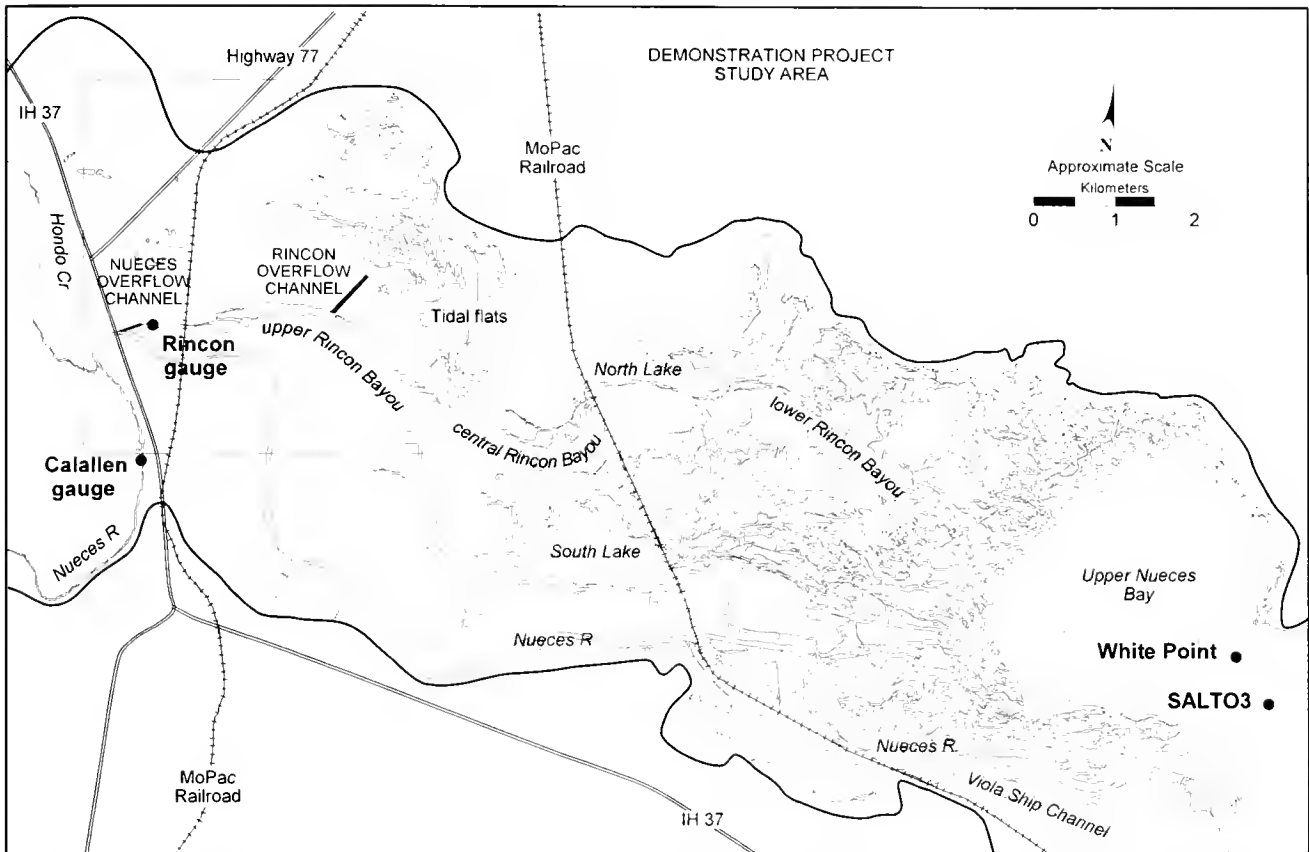 DEMONSTRATION PROJECT
STUDY AREA
Highway 77
IH 37
MoPac
Railroad
N
Approximate Scale
Kilometers
0 1 2
Hondo Cr
NUECES
OVERFLOW
CHANNEL
RINCON
OVERFLOW
CHANNEL
Tidal flats
Rincon
gauge
upper Rincon Bayou
North Lake
central Rincon Bayou
lower Rincon Bayou
Calallen
gauge
Nueces R
South Lake
Upper Nueces
Bay
Nueces R
White Point
SALTO3
Nueces R.
Viola Ship Channel
MoPac
Railroad
IH 37